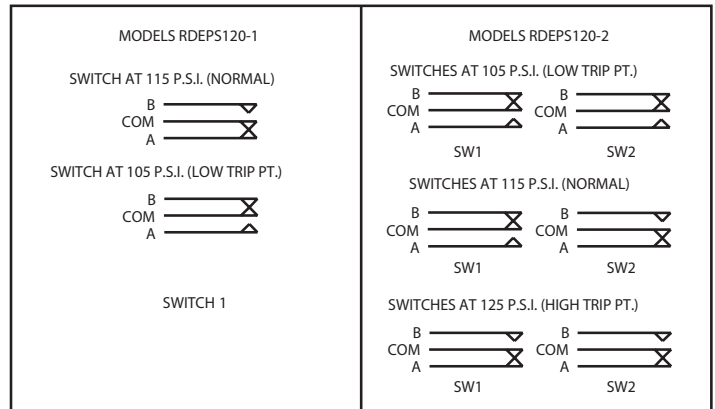 MODELS RDEPS120-1
SWITCH AT 115 P.S.I. (NORMAL)
B
COM
A
SWITCH AT 105 P.S.I. (LOW TRIP PT.)
B
COM
A
SWITCH 1
MODELS RDEPS120-2
SWITCHES AT 105 P.S.I. (LOW TRIP PT.)
B B
COM COM
A A
SW1 SW2
SWITCHES AT 115 P.S.I. (NORMAL)
B B
COM COM
A A
SW1 SW2
SWITCHES AT 125 P.S.I. (HIGH TRIP PT.)
B B
COM COM
A A
SW1 SW2